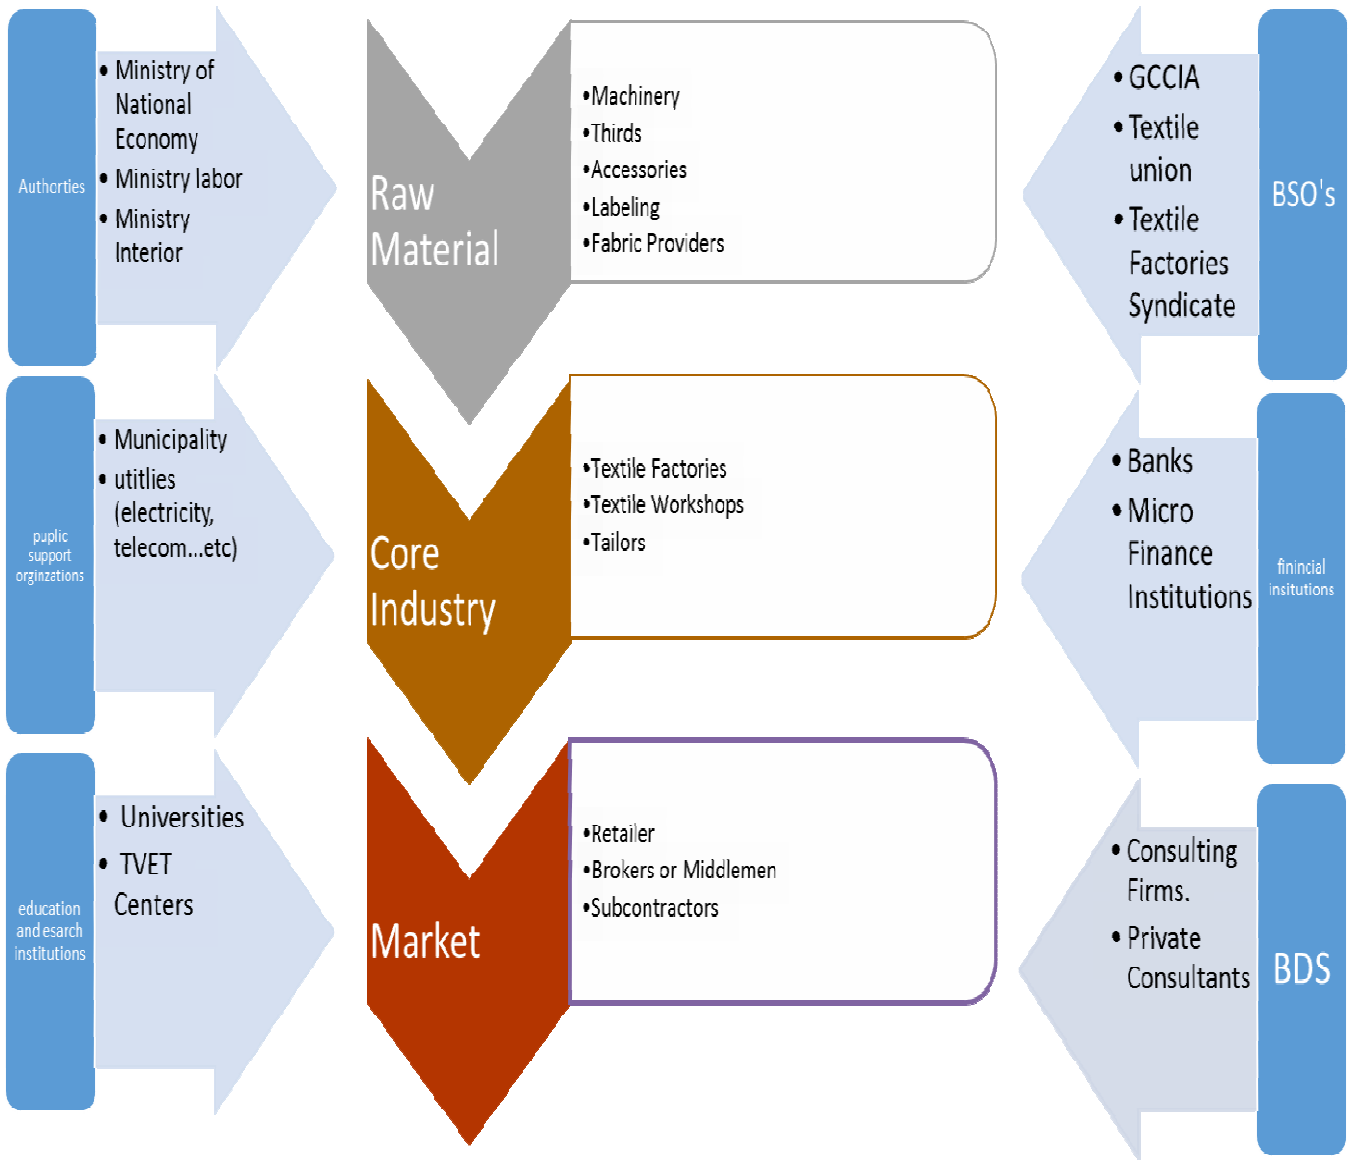 Authorties
• Ministry of
National
Economy
• Ministry labor
• Ministry
Interior
Raw
Material
•Machinery
•Thirds
•Accessories
•Labeling
•Fabric Providers
• GCCIA
• Textile
union
• Textile
Factories
Syndicate
BSO's
puplic
support
orginzations
• Municipality
• utitlies
(electricity,
telecom...etc)
Core
Industry
•Textile Factories
•Textile Workshops
•Tailors
• Banks
• Micro
Finance
Institutions
finincial
insitutions
education
and esarch
institutions
• Universities
• TVET
Centers
Market
•Retailer
•Brokers or Middlemen
•Subcontractors
• Consulting
Firms.
• Private
Consultants
BDS